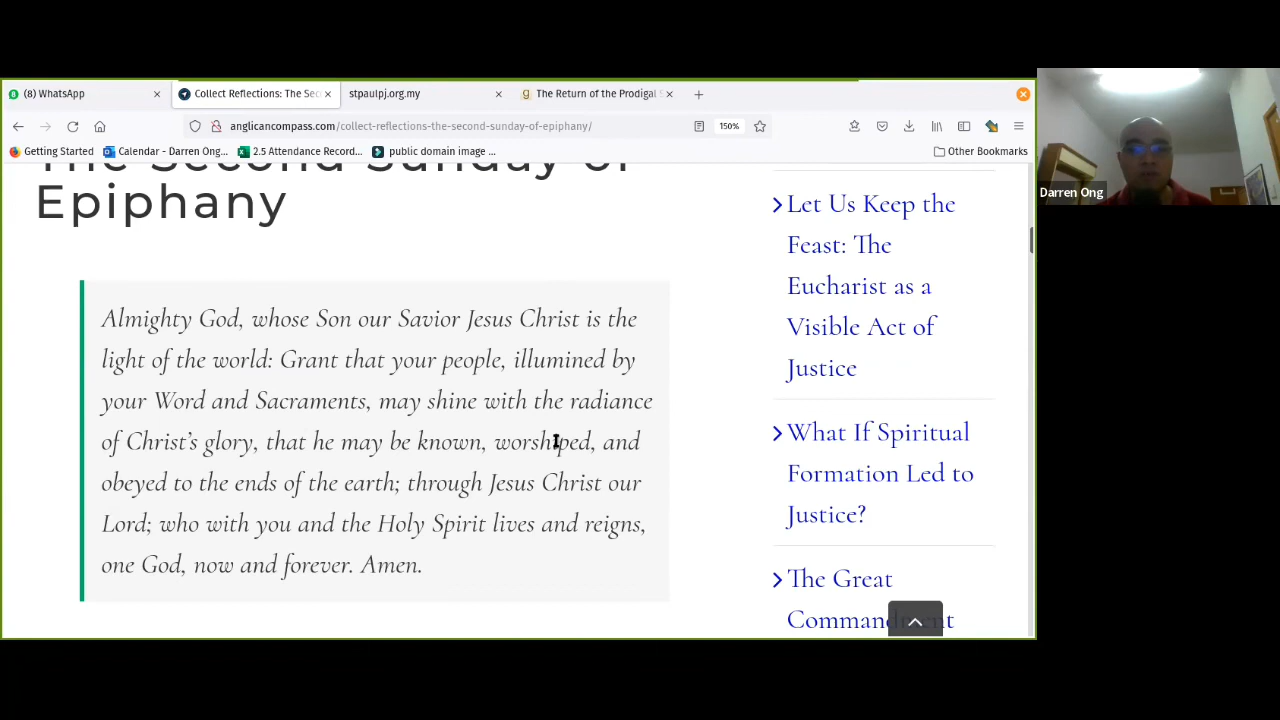 (8) WhatsApp
Collect Reflections: The Sec
stpaulpj.org.my
The Return of the Prodigal S
anglicancompass.com/collect-reflections-the-second-sunday-of-epiphany/
150%
Getting Started
Calendar - Darren Ong...
2.5 Attendance Record...
public domain image ...
Other Bookmarks
The Second Sunday of
Epiphany
Almighty God, whose Son our Savior Jesus Christ is the
light of the world: Grant that your people, illumined by
your Word and Sacraments, may shine with the radiance
of Christ's glory, that he may be known, worshiped, and
obeyed to the ends of the earth; through Jesus Christ our
Lord; who with you and the Holy Spirit lives and reigns,
one God, now and forever. Amen.
Let Us Keep the
Feast: The
Eucharist as a
Visible Act of
Justice
What If Spiritual
Formation Led to
Justice?
The Great
Commandment
Darren Ong